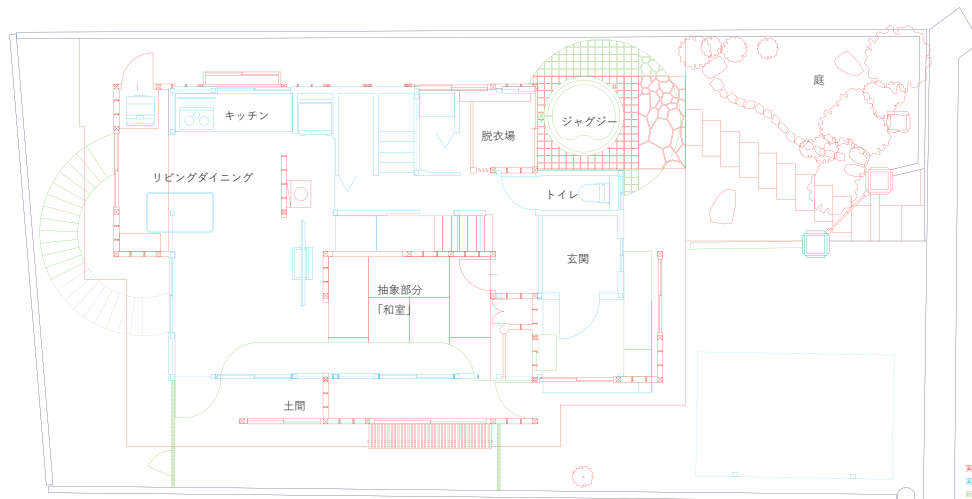 庭
キッチン
ジャグジー
脱衣場
リビングダイニング
トイレ
玄関
抽象部分
「和室」
土間